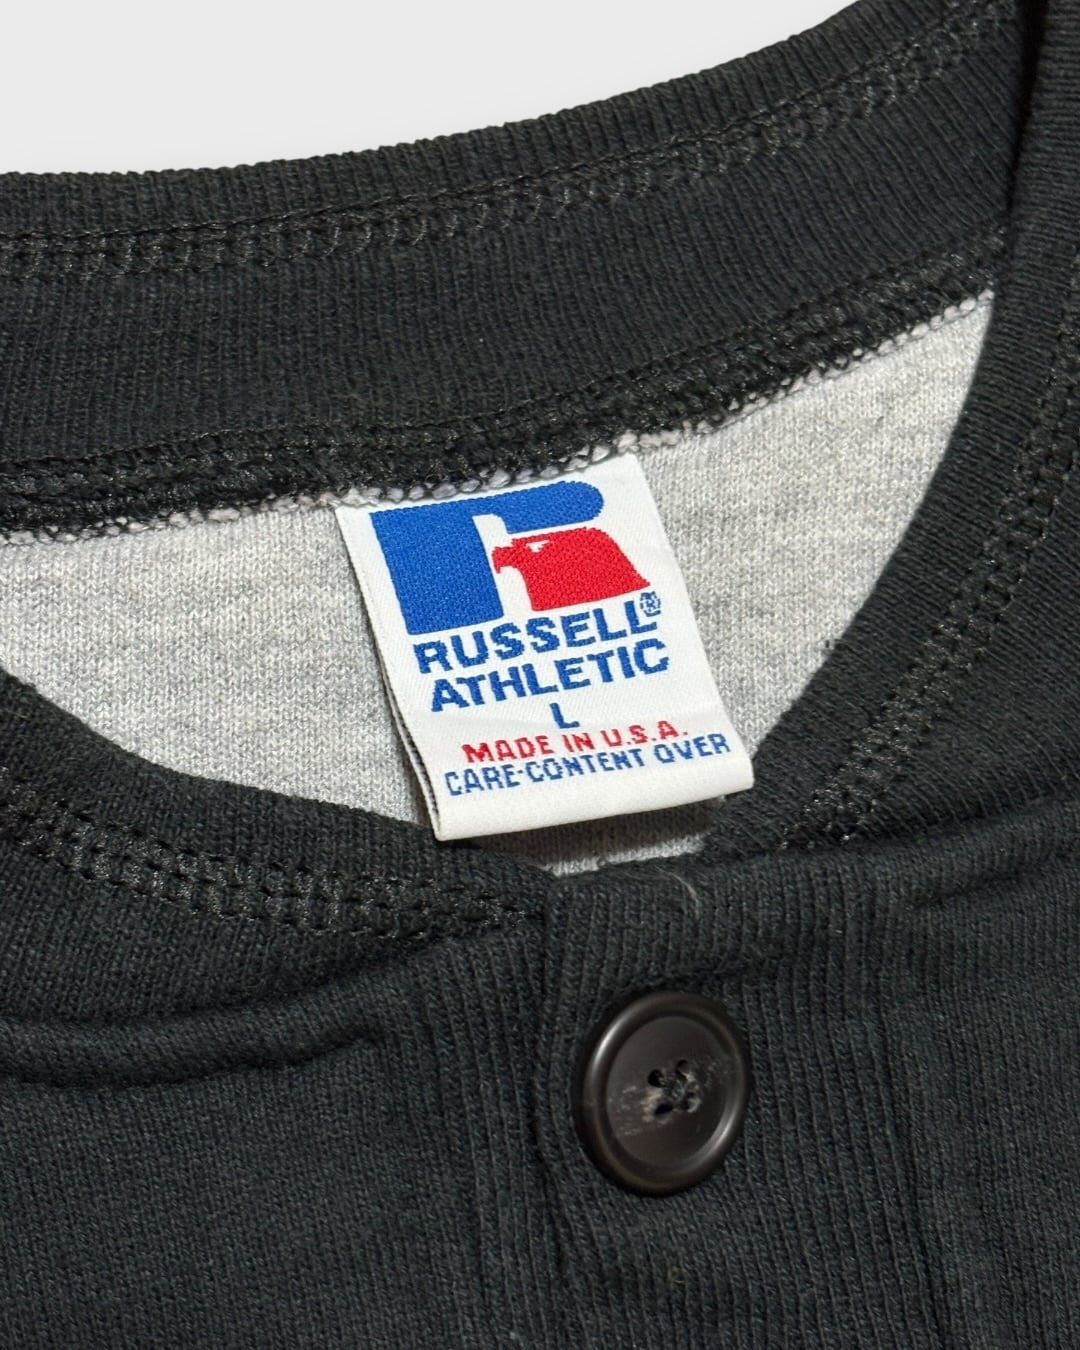 RUSSELL®
ATHLETIC
L
MADE IN U.S.A.
CARE-CONTENT OVER